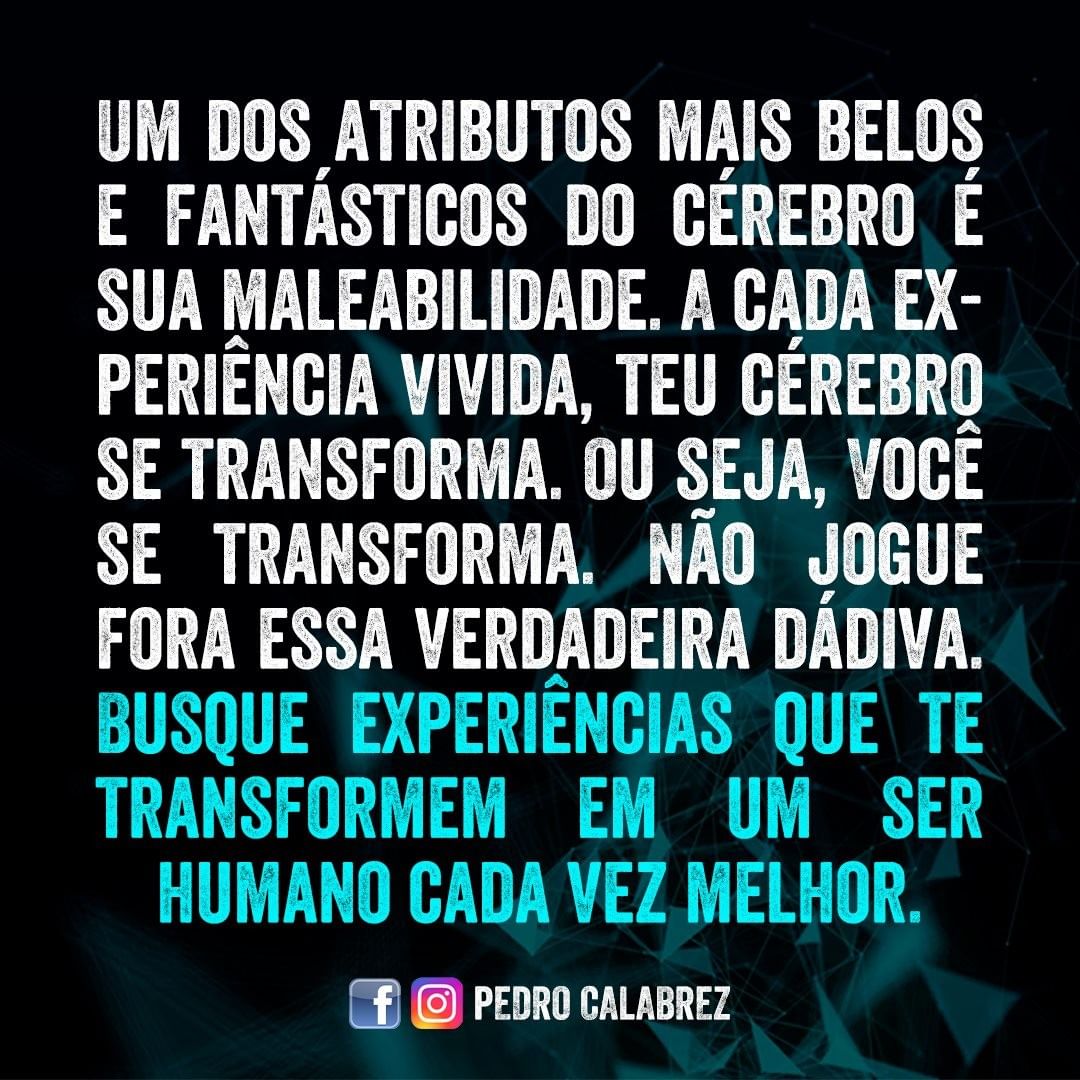 UM DOS ATRIBUTOS MAIS BELOS
E FANTÁSTICOS DO CÉREBRO É
SUA MALEABILIDADE. A CADA EX-
PERIÊNCIA VIVIDA, TEU CÉREBRO
SE TRANSFORMA. OU SEJA, VOCÊ
SE TRANSFORMA. NÃO JOGUE
FORA ESSA VERDADEIRA DÁDIVA.
BUSQUE EXPERIÊNCIAS QUE TE
TRANSFORMEM EM UM SER
HUMANO CADA VEZ MELHOR.
PEDRO CALABREZ